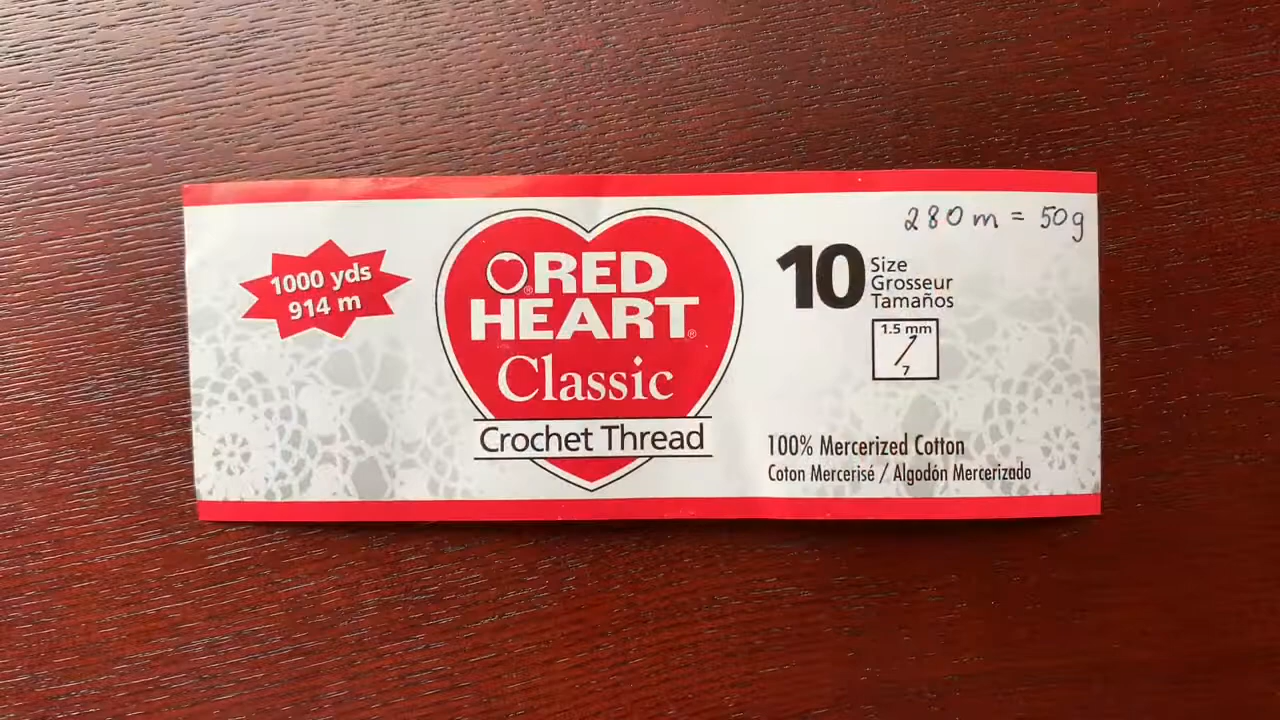 1000 yds
914 m
RED
HEART®
Classic
Crochet Thread
280 m = 50g
10
Size
Grosseur
Tamaños
1.5 mm
7
100% Mercerized Cotton
Coton Mercerisé / Algodón Mercerizado